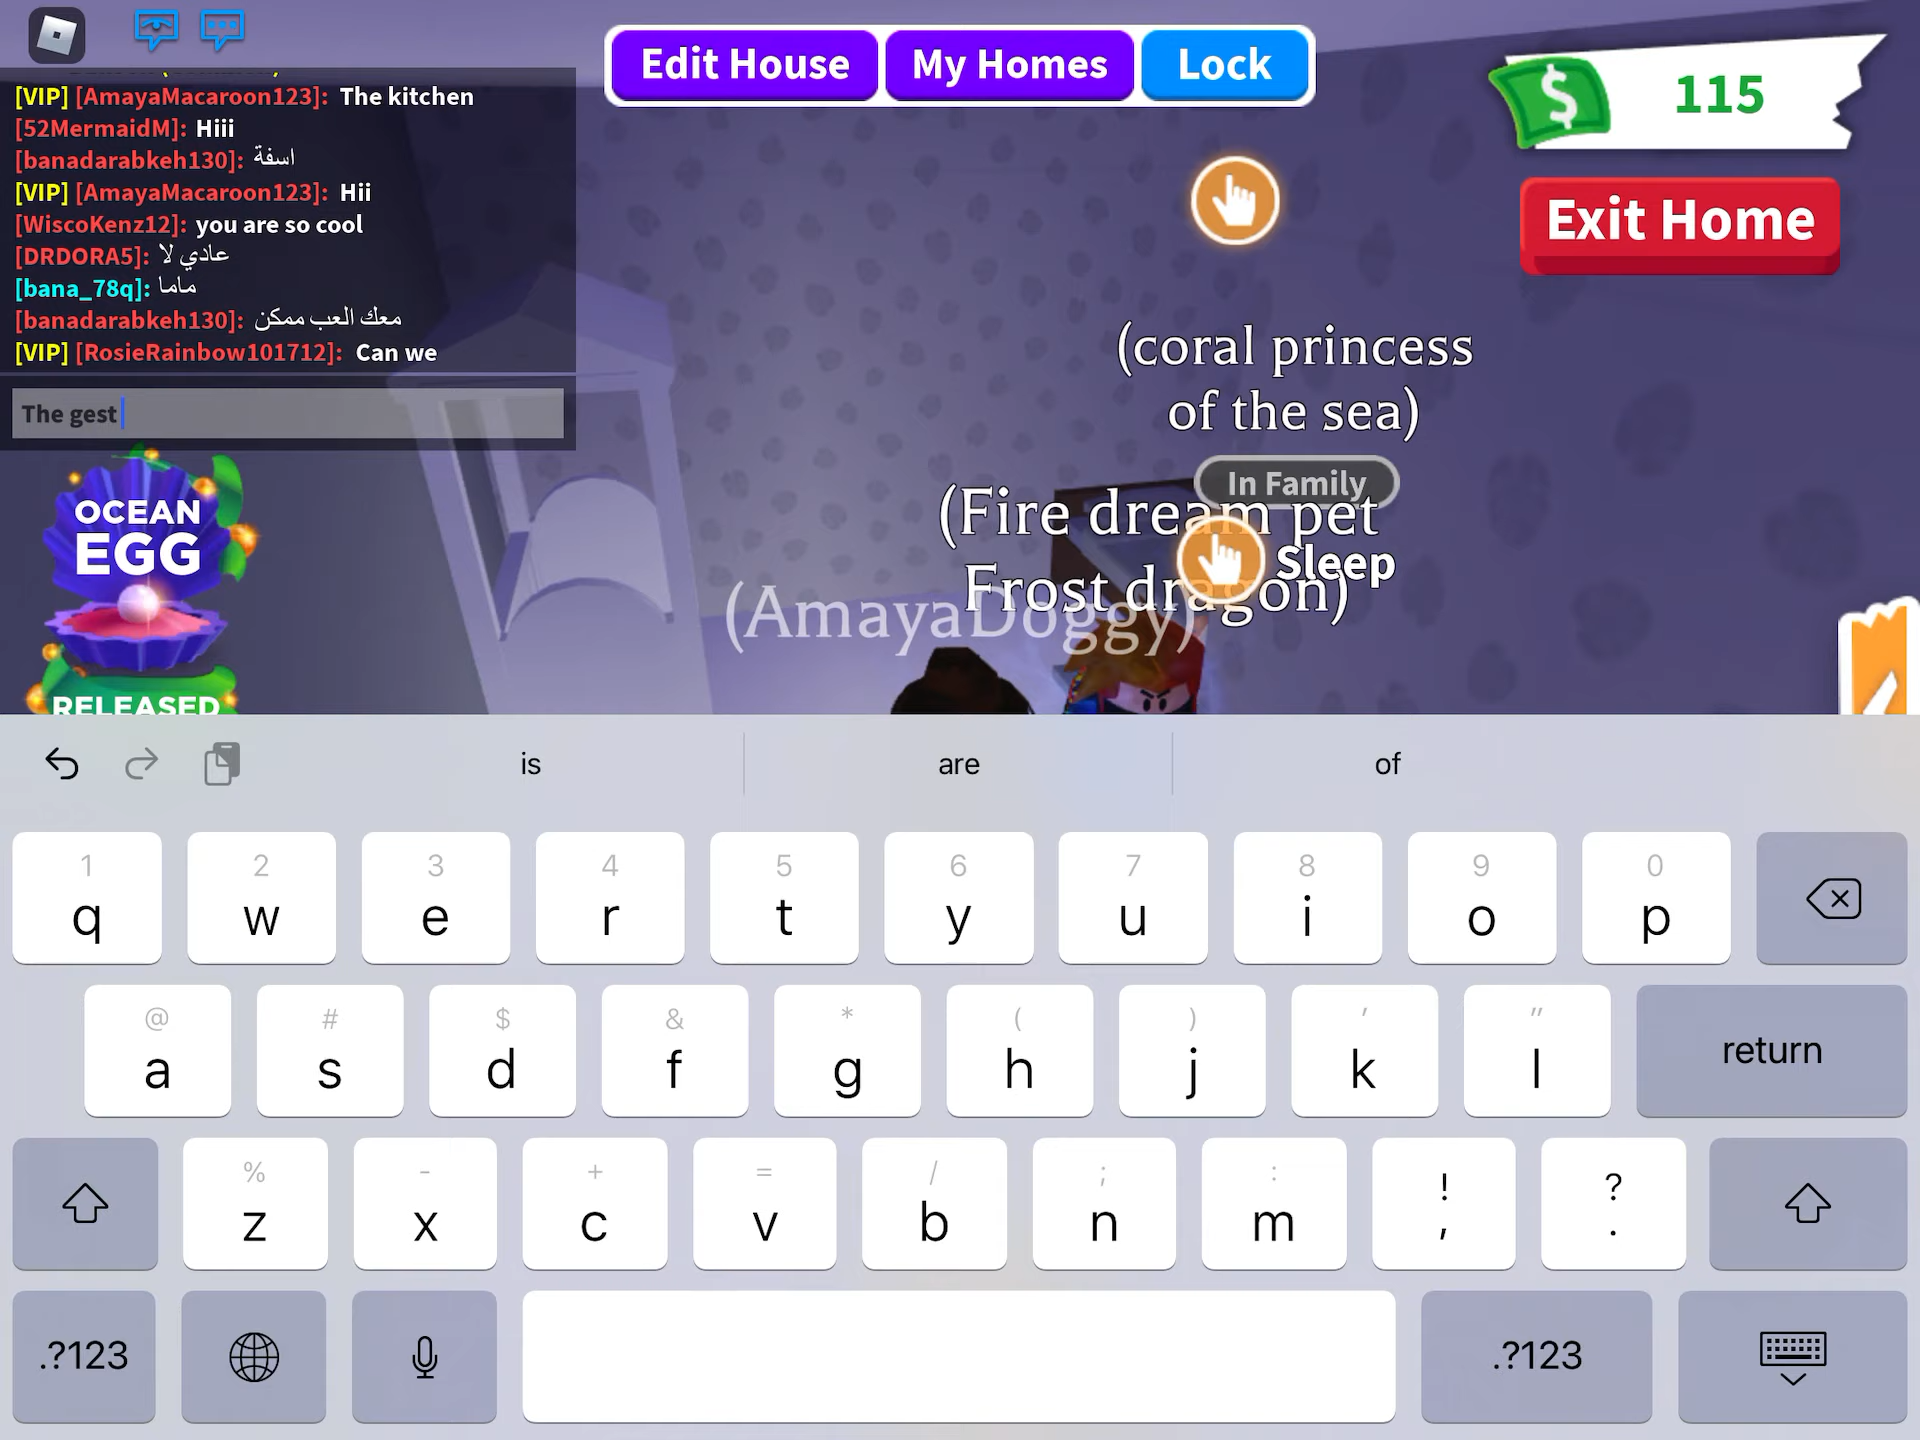 Edit House
My Homes
Lock
115
Exit Home
[VIP] [AmayaMacaroon123]: The kitchen
[52MermaidM]: Hiii
[banadarabkeh130]: اسفة
[VIP] [AmayaMacaroon123]: Hii
[WiscoKenz12]: you are so cool
[DRDORA5]: عادي لا
[bana_78q]: ماما
[banadarabkeh130]: معك العب ممكن
[VIP] [RosieRainbow101712]: Can we
The gest
(coral princess
of the sea)
In Family
(Fire dream pet
Frost dragon)
Sleep
(AmayaDoggy)
OCEAN
EGG
RELEASED
is
are
of
1 2 3 4 5 6 7 8 9 0
q w e r t y u i o p
@ # $ & * ( ) ' "
a s d f g h j k l return
% - + = / ; : ! ?
z x c v b n m , .
.?123
.?123